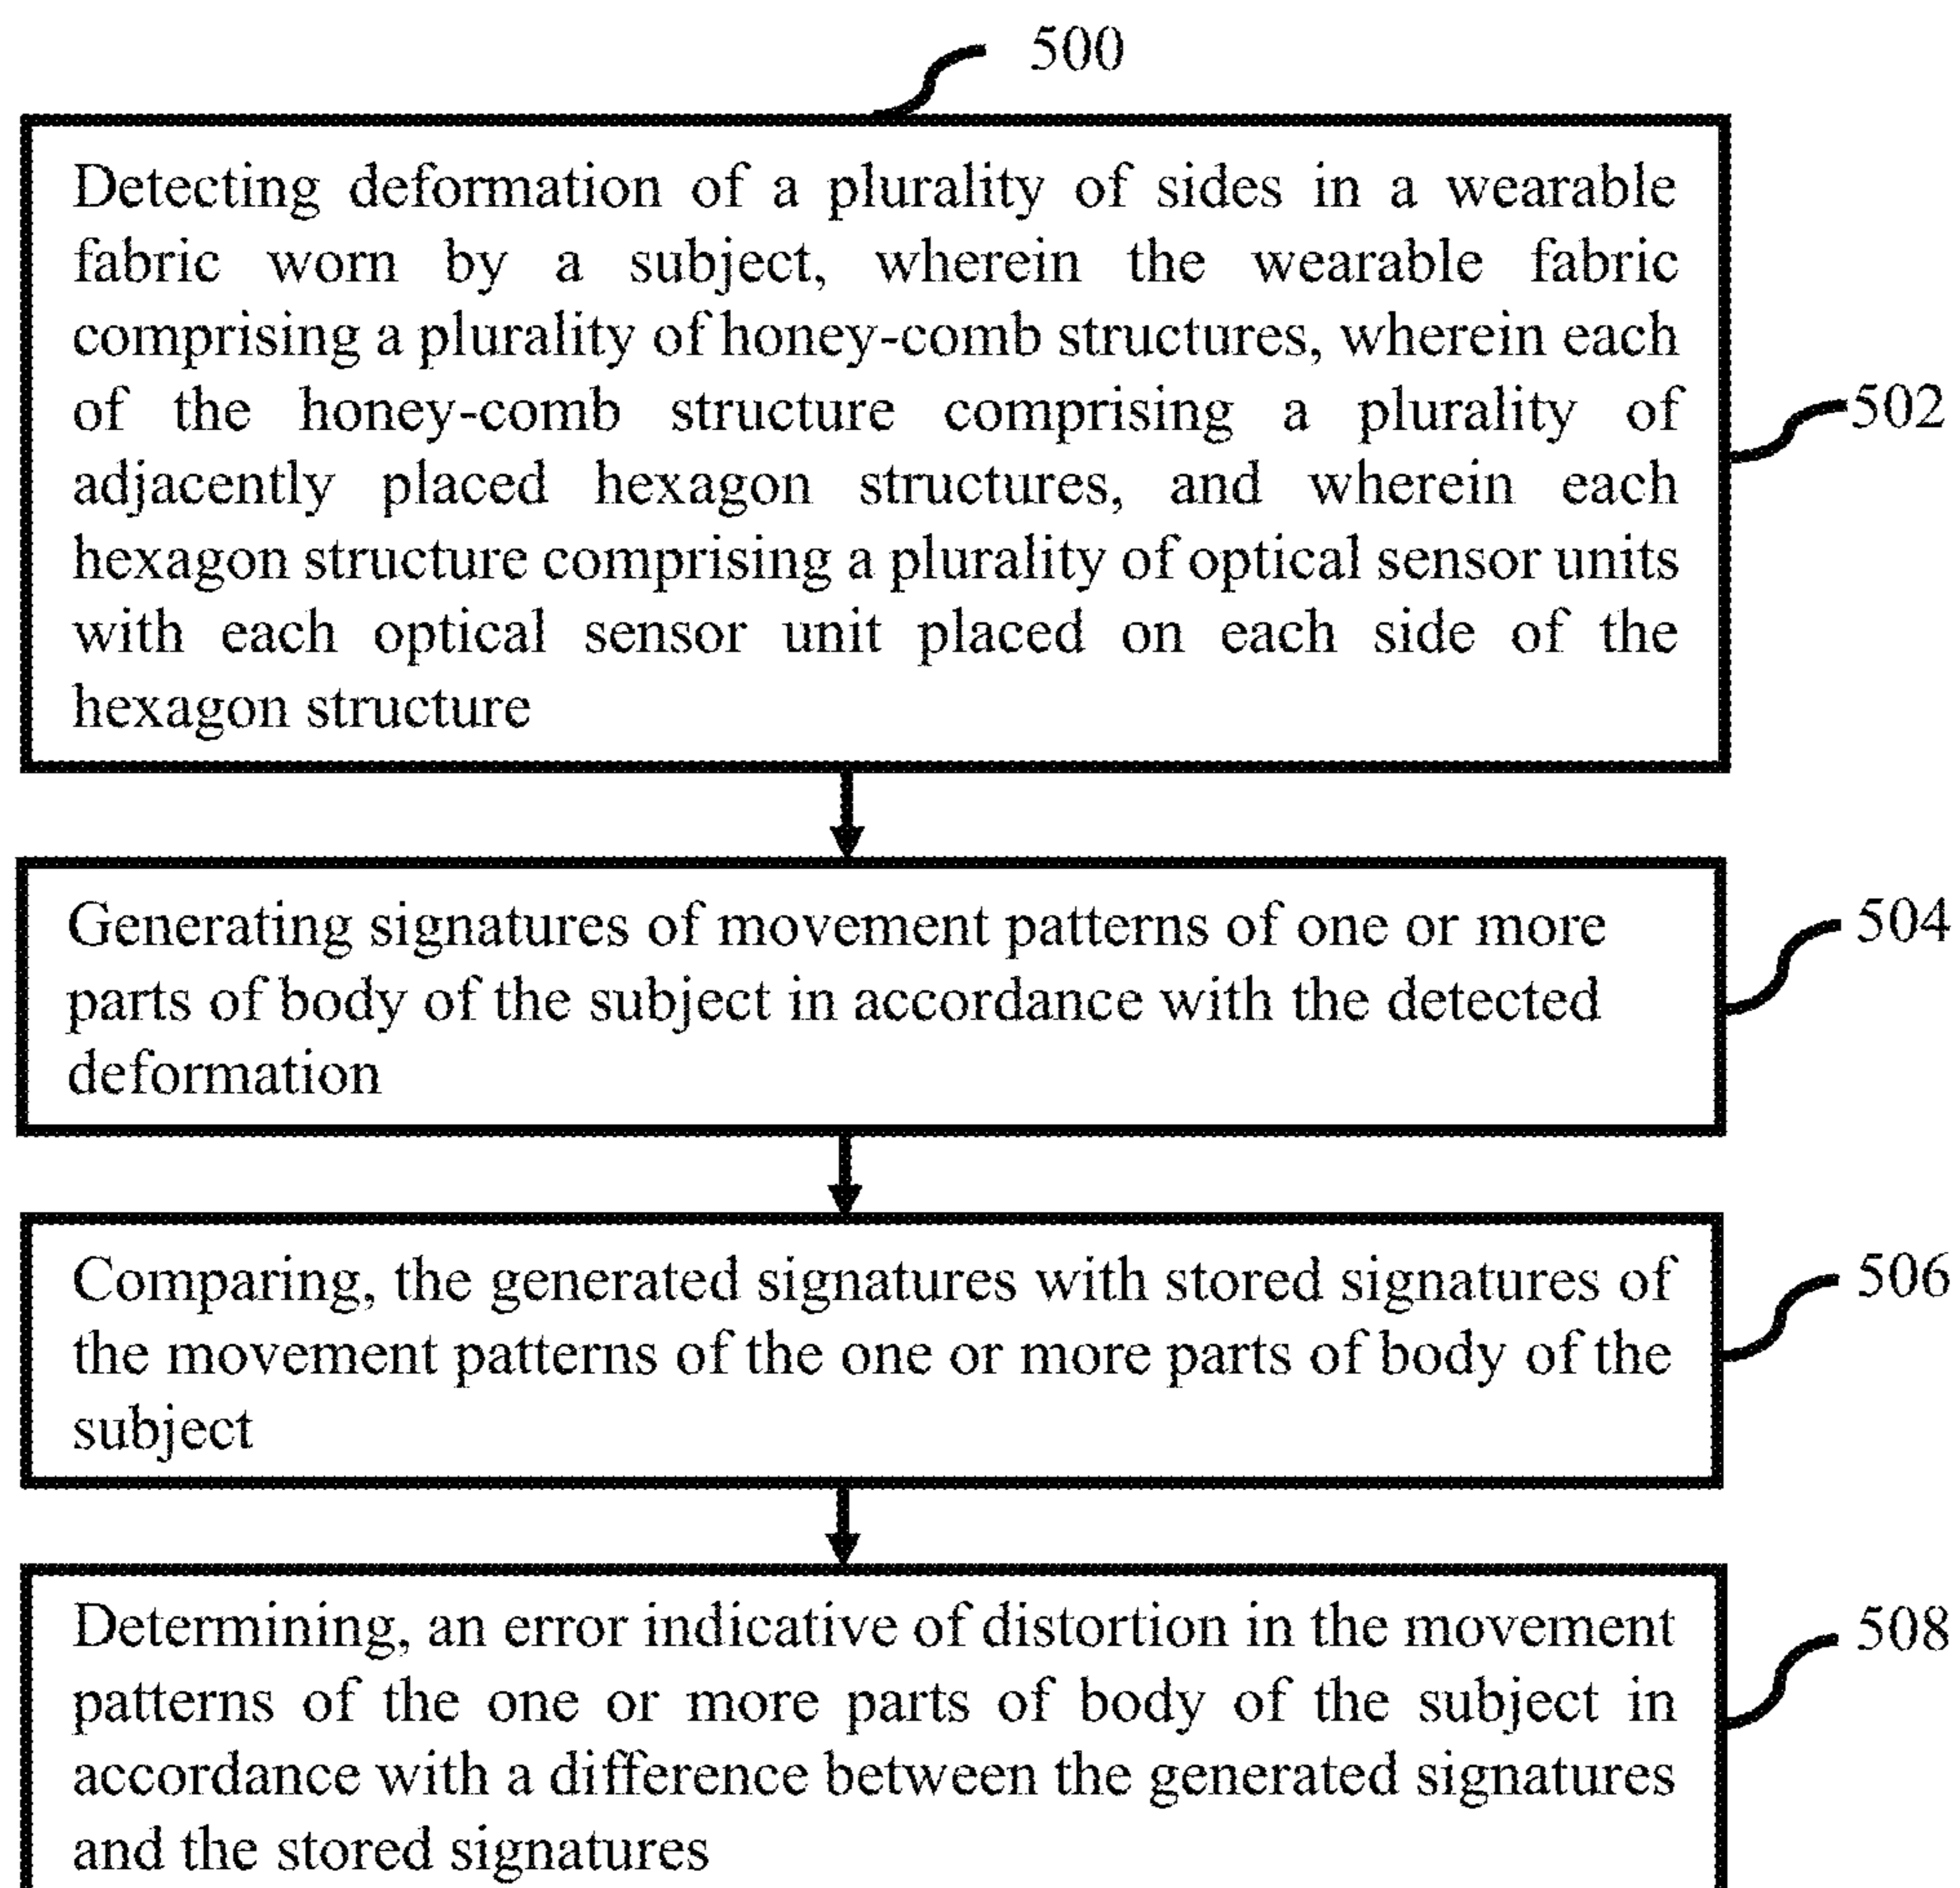 500
Detecting deformation of a plurality of sides in a wearable
fabric worn by a subject, wherein the wearable fabric
comprising a plurality of honey-comb structures, wherein each
of the honey-comb structure comprising a plurality of
adjacently placed hexagon structures, and wherein each
hexagon structure comprising a plurality of optical sensor units
with each optical sensor unit placed on each side of the
hexagon structure
502
Generating signatures of movement patterns of one or more
parts of body of the subject in accordance with the detected
deformation
504
Comparing, the generated signatures with stored signatures of
the movement patterns of the one or more parts of body of the
subject
506
Determining, an error indicative of distortion in the movement
patterns of the one or more parts of body of the subject in
accordance with a difference between the generated signatures
and the stored signatures
508